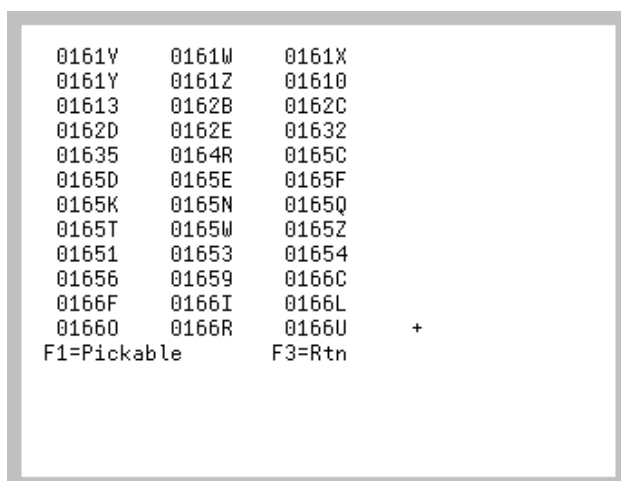 0161V 0161W 0161X
0161Y 0161Z 01610
01613 0162B 0162C
0162D 0162E 01632
01635 0164R 0165C
0165D 0165E 0165F
0165K 0165N 0165Q
0165T 0165W 0165Z
01651 01653 01654
01656 01659 0166C
0166F 0166I 0166L
0166O 0166R 0166U +
F1=Pickable F3=Rtn